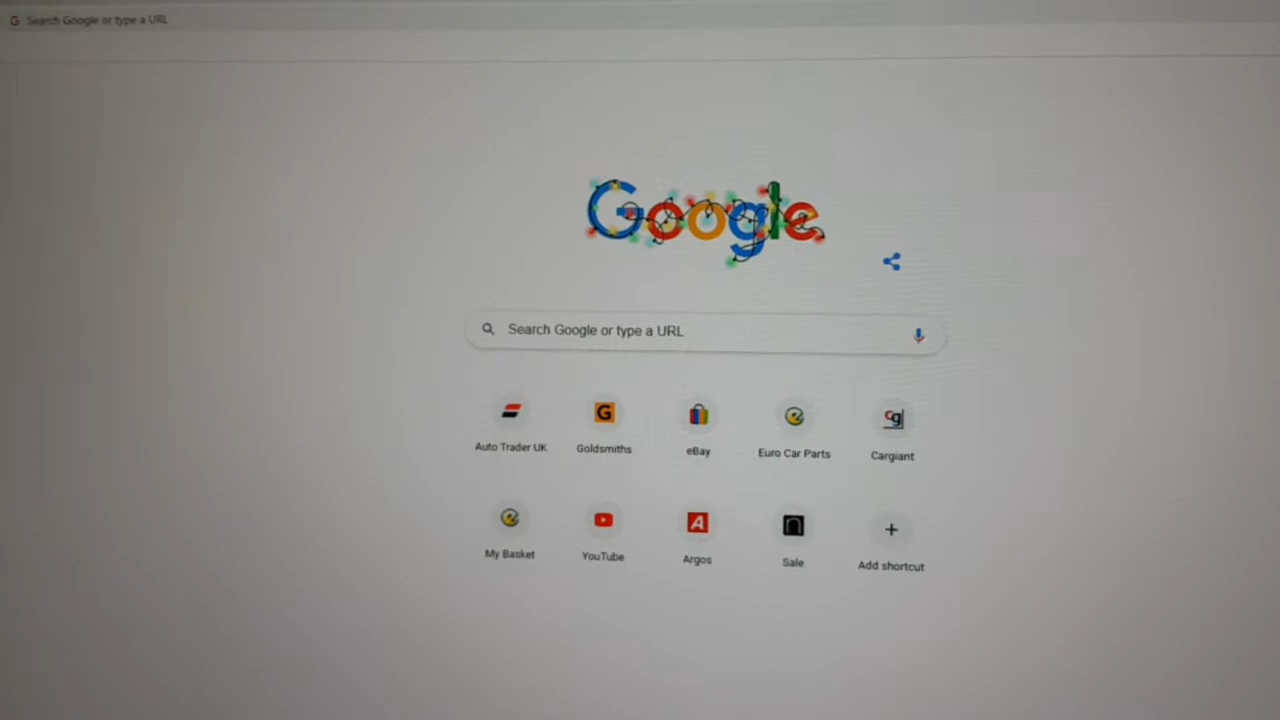 G Search Google or type a URL
Google
Search Google or type a URL
G
cg
Auto Trader UK Goldsmiths eBay Euro Car Parts Cargiant
A
My Basket YouTube Argos Sale Add shortcut